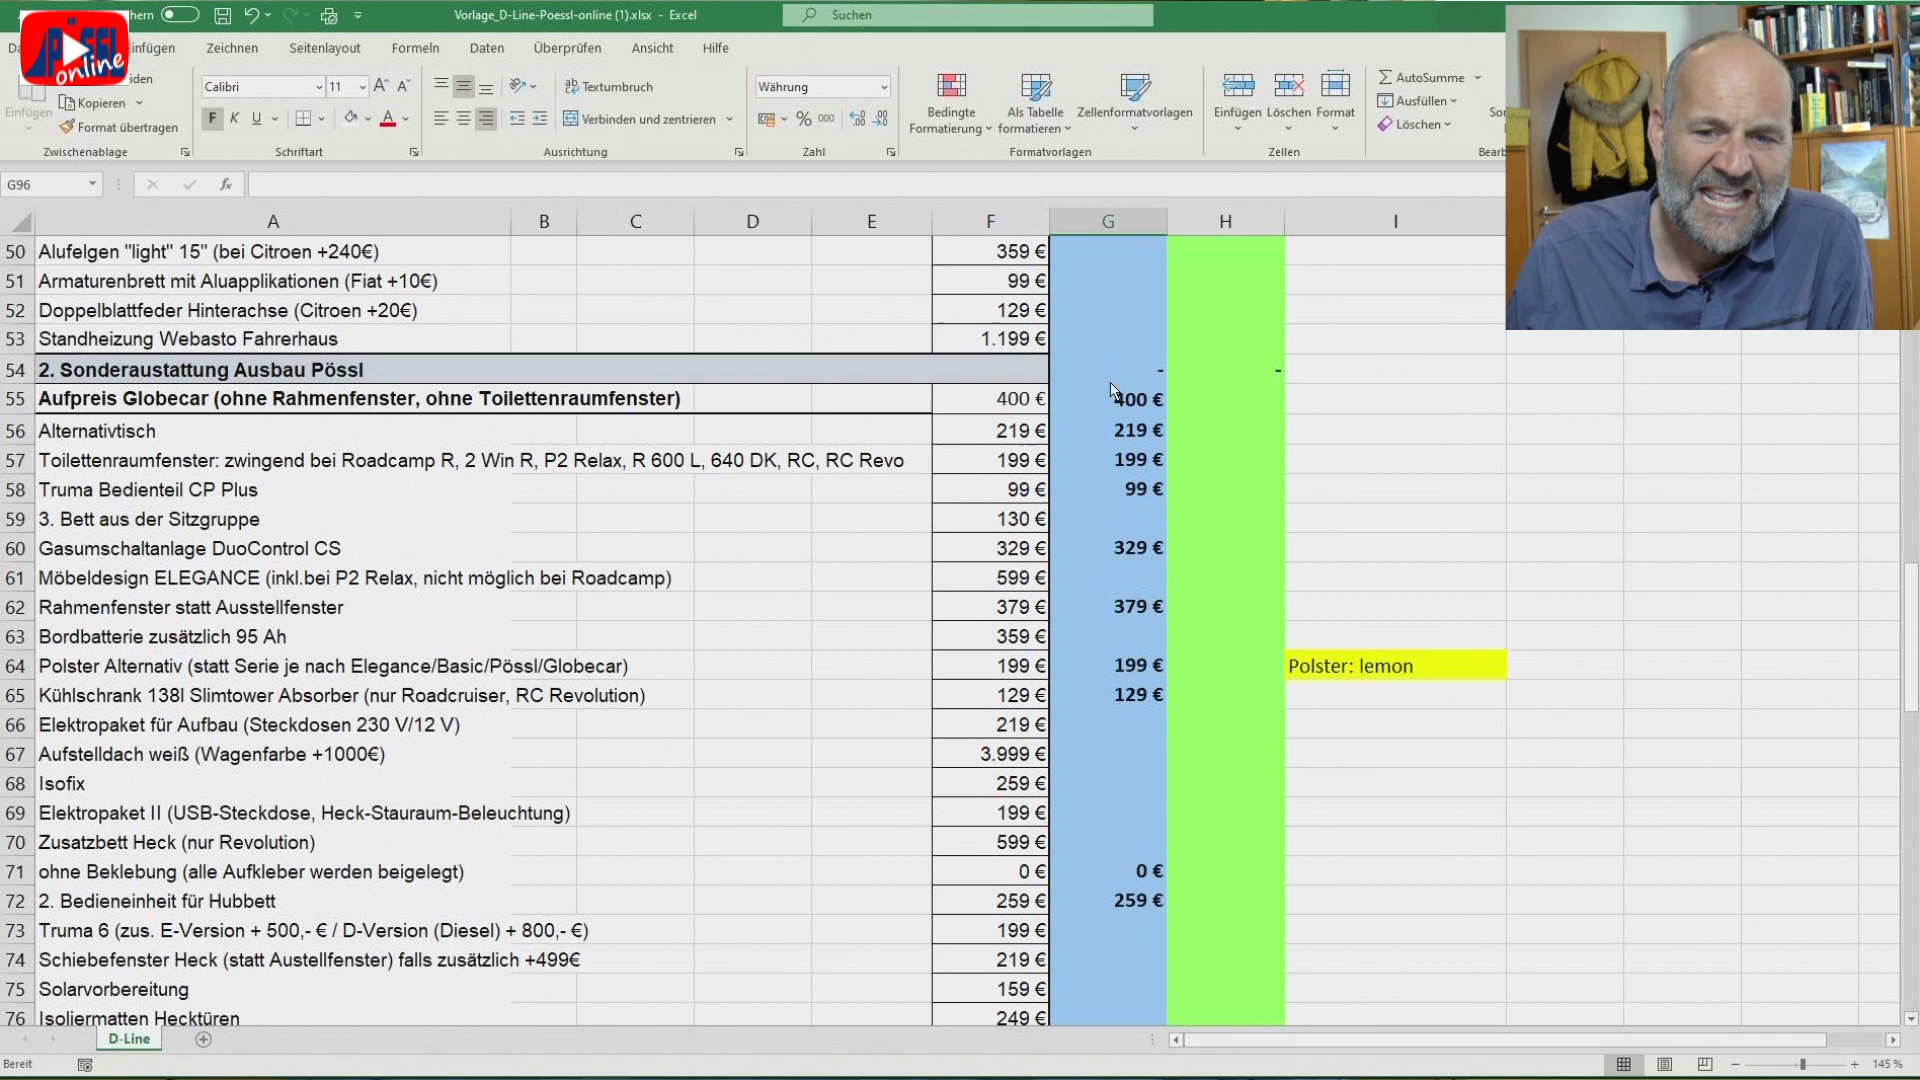 Vorlage_D-Line-Poessl-online (1).xlsx - Excel
Suchen
PÖSSL
online
Einfügen Zeichnen Seitenlayout Formeln Daten Überprüfen Ansicht Hilfe
Einfügen
Kopieren
Format übertragen
Zwischenablage
Calibri 11
F K U
Schriftart
Textumbruch
Verbinden und zentrieren
Ausrichtung
Währung
% 000
Zahl
Bedingte Formatierung
Als Tabelle formatieren
Zellenformatvorlagen
Formatvorlagen
Einfügen Löschen Format
Zellen
AutoSumme
Ausfüllen
Löschen
G96
fx
A B C D E F G H I
50 Alufelgen "light" 15" (bei Citroen +240€) 359 €
51 Armaturenbrett mit Aluapplikationen (Fiat +10€) 99 €
52 Doppelblattfeder Hinterachse (Citroen +20€) 129 €
53 Standheizung Webasto Fahrerhaus 1.199 €
54 2. Sonderaustattung Ausbau Pössl - -
55 Aufpreis Globecar (ohne Rahmenfenster, ohne Toilettenraumfenster) 400 € 400 €
56 Alternativtisch 219 € 219 €
57 Toilettenraumfenster: zwingend bei Roadcamp R, 2 Win R, P2 Relax, R 600 L, 640 DK, RC, RC Revo 199 € 199 €
58 Truma Bedienteil CP Plus 99 € 99 €
59 3. Bett aus der Sitzgruppe 130 €
60 Gasumschaltanlage DuoControl CS 329 € 329 €
61 Möbeldesign ELEGANCE (inkl.bei P2 Relax, nicht möglich bei Roadcamp) 599 €
62 Rahmenfenster statt Ausstellfenster 379 € 379 €
63 Bordbatterie zusätzlich 95 Ah 359 €
64 Polster Alternativ (statt Serie je nach Elegance/Basic/Pössl/Globecar) 199 € 199 € Polster: lemon
65 Kühlschrank 138l Slimtower Absorber (nur Roadcruiser, RC Revolution) 129 € 129 €
66 Elektropaket für Aufbau (Steckdosen 230 V/12 V) 219 €
67 Aufstelldach weiß (Wagenfarbe +1000€) 3.999 €
68 Isofix 259 €
69 Elektropaket II (USB-Steckdose, Heck-Stauraum-Beleuchtung) 199 €
70 Zusatzbett Heck (nur Revolution) 599 €
71 ohne Beklebung (alle Aufkleber werden beigelegt) 0 € 0 €
72 2. Bedieneinheit für Hubbett 259 € 259 €
73 Truma 6 (zus. E-Version + 500,- € / D-Version (Diesel) + 800,- €) 199 €
74 Schiebefenster Heck (statt Austellfenster) falls zusätzlich +499€ 219 €
75 Solarvorbereitung 159 €
76 Isoliermatten Hecktüren 249 €
D-Line
Bereit
145 %